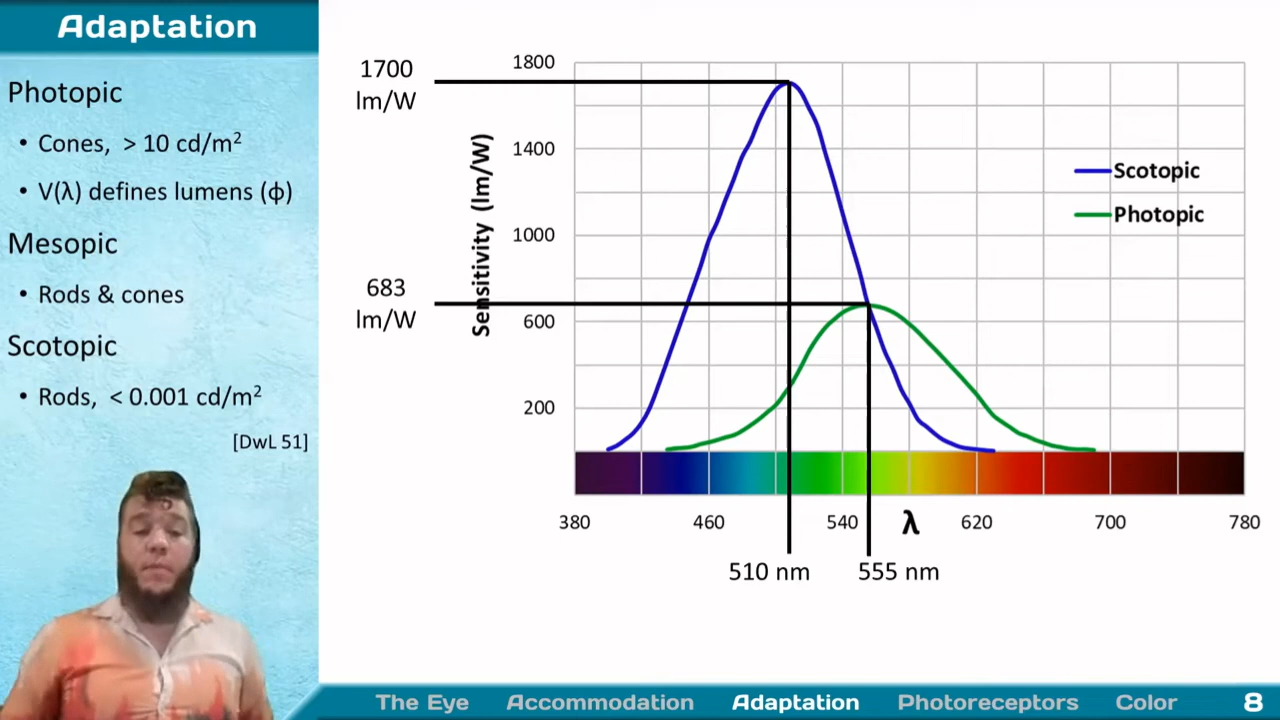 Adaptation
Photopic
• Cones, > 10 cd/m²
• V(λ) defines lumens (ϕ)
Mesopic
• Rods & cones
Scotopic
• Rods, < 0.001 cd/m²
[DwL 51]
1700
lm/W
683
lm/W
Sensitivity (lm/W)
1800
1400
1000
600
200
Scotopic
Photopic
380 460 540 λ 620 700 780
510 nm 555 nm
The Eye Accommodation Adaptation Photoreceptors Color 8